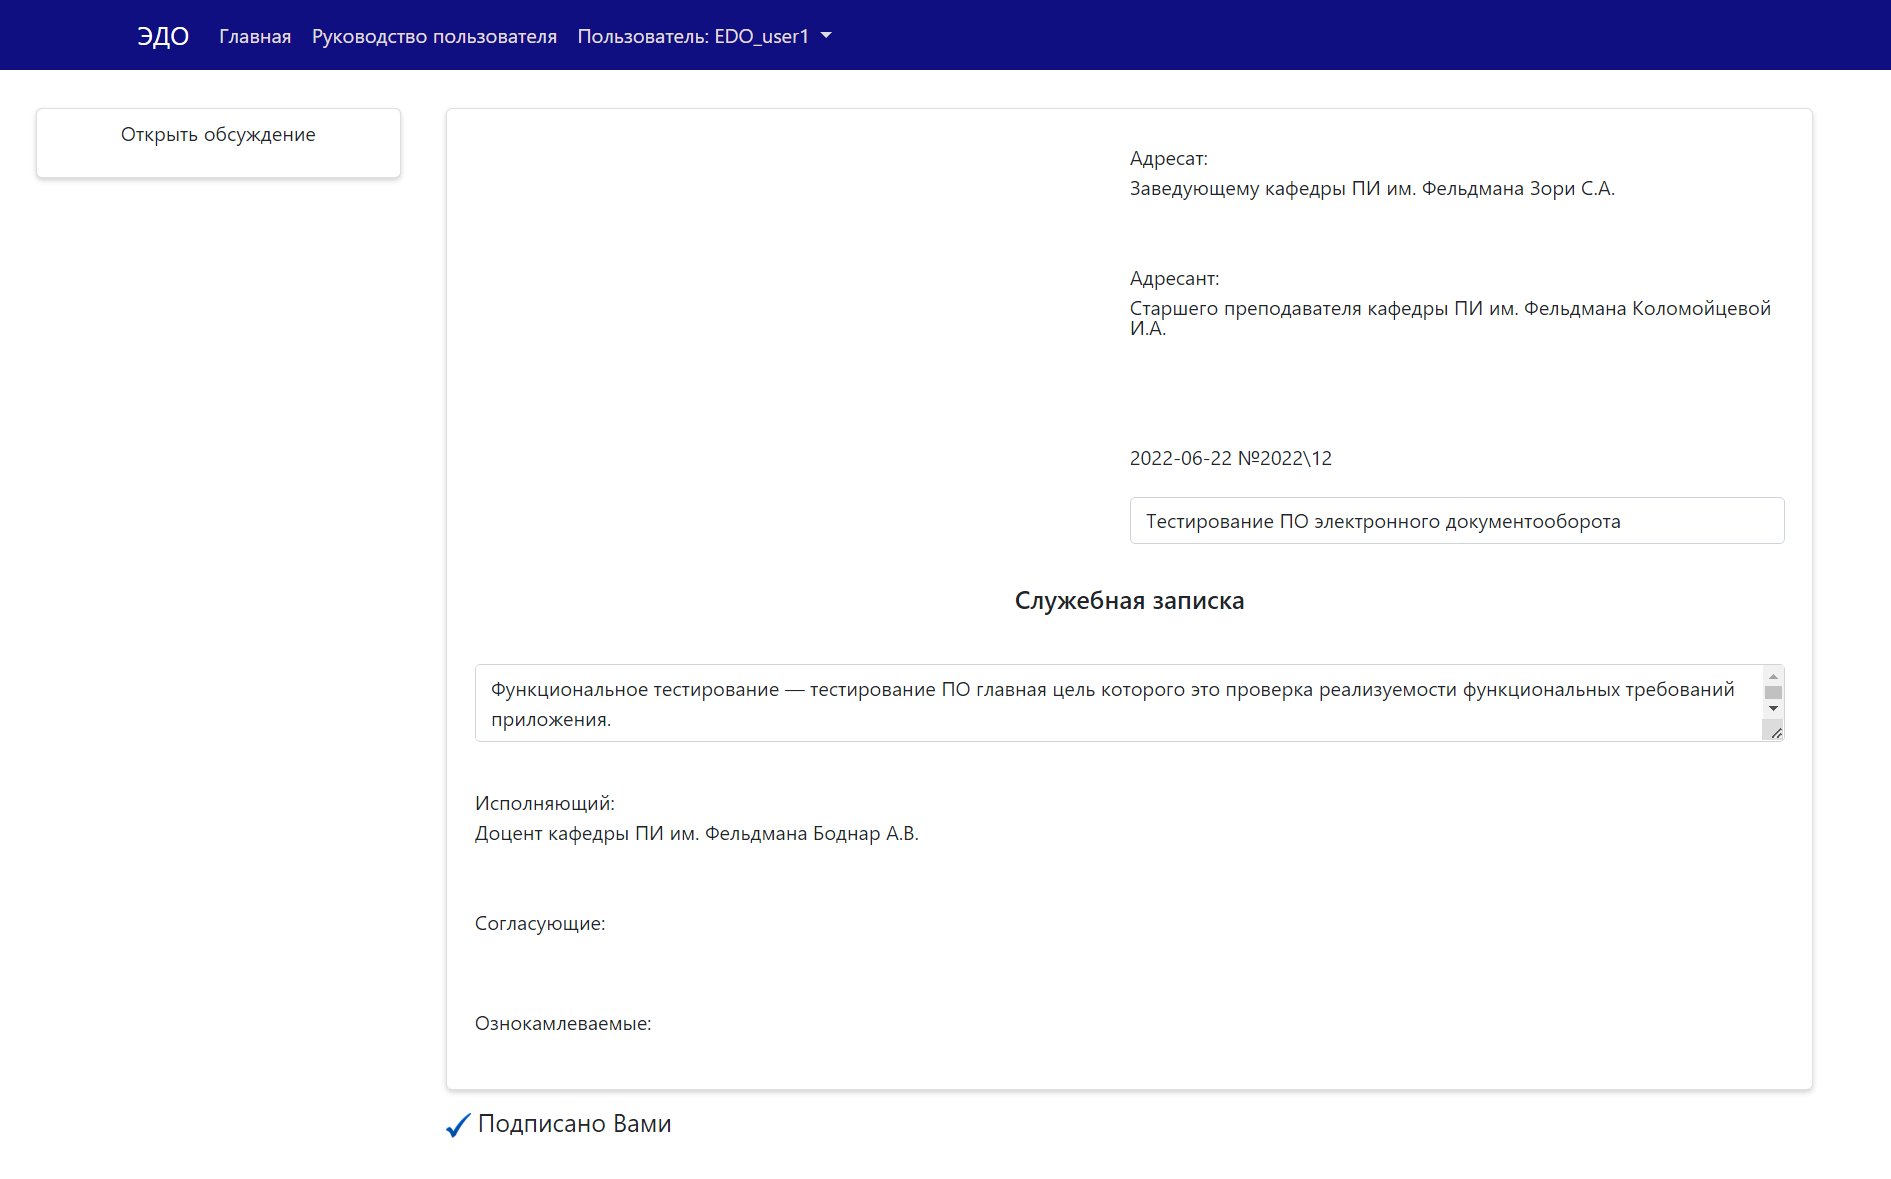 ЭДО Главная Руководство пользователя Пользователь: EDO_user1
Открыть обсуждение
Адресат:
Заведующему кафедры ПИ им. Фельдмана Зори С.А.
Адресант:
Старшего преподавателя кафедры ПИ им. Фельдмана Коломойцевой
И.А.
2022-06-22 №2022\12
Тестирование ПО электронного документооборота
Служебная записка
Функциональное тестирование — тестирование ПО главная цель которого это проверка реализуемости функциональных требований
приложения.
Исполняющий:
Доцент кафедры ПИ им. Фельдмана Боднар А.В.
Согласующие:
Ознокамлеваемые:
Подписано Вами